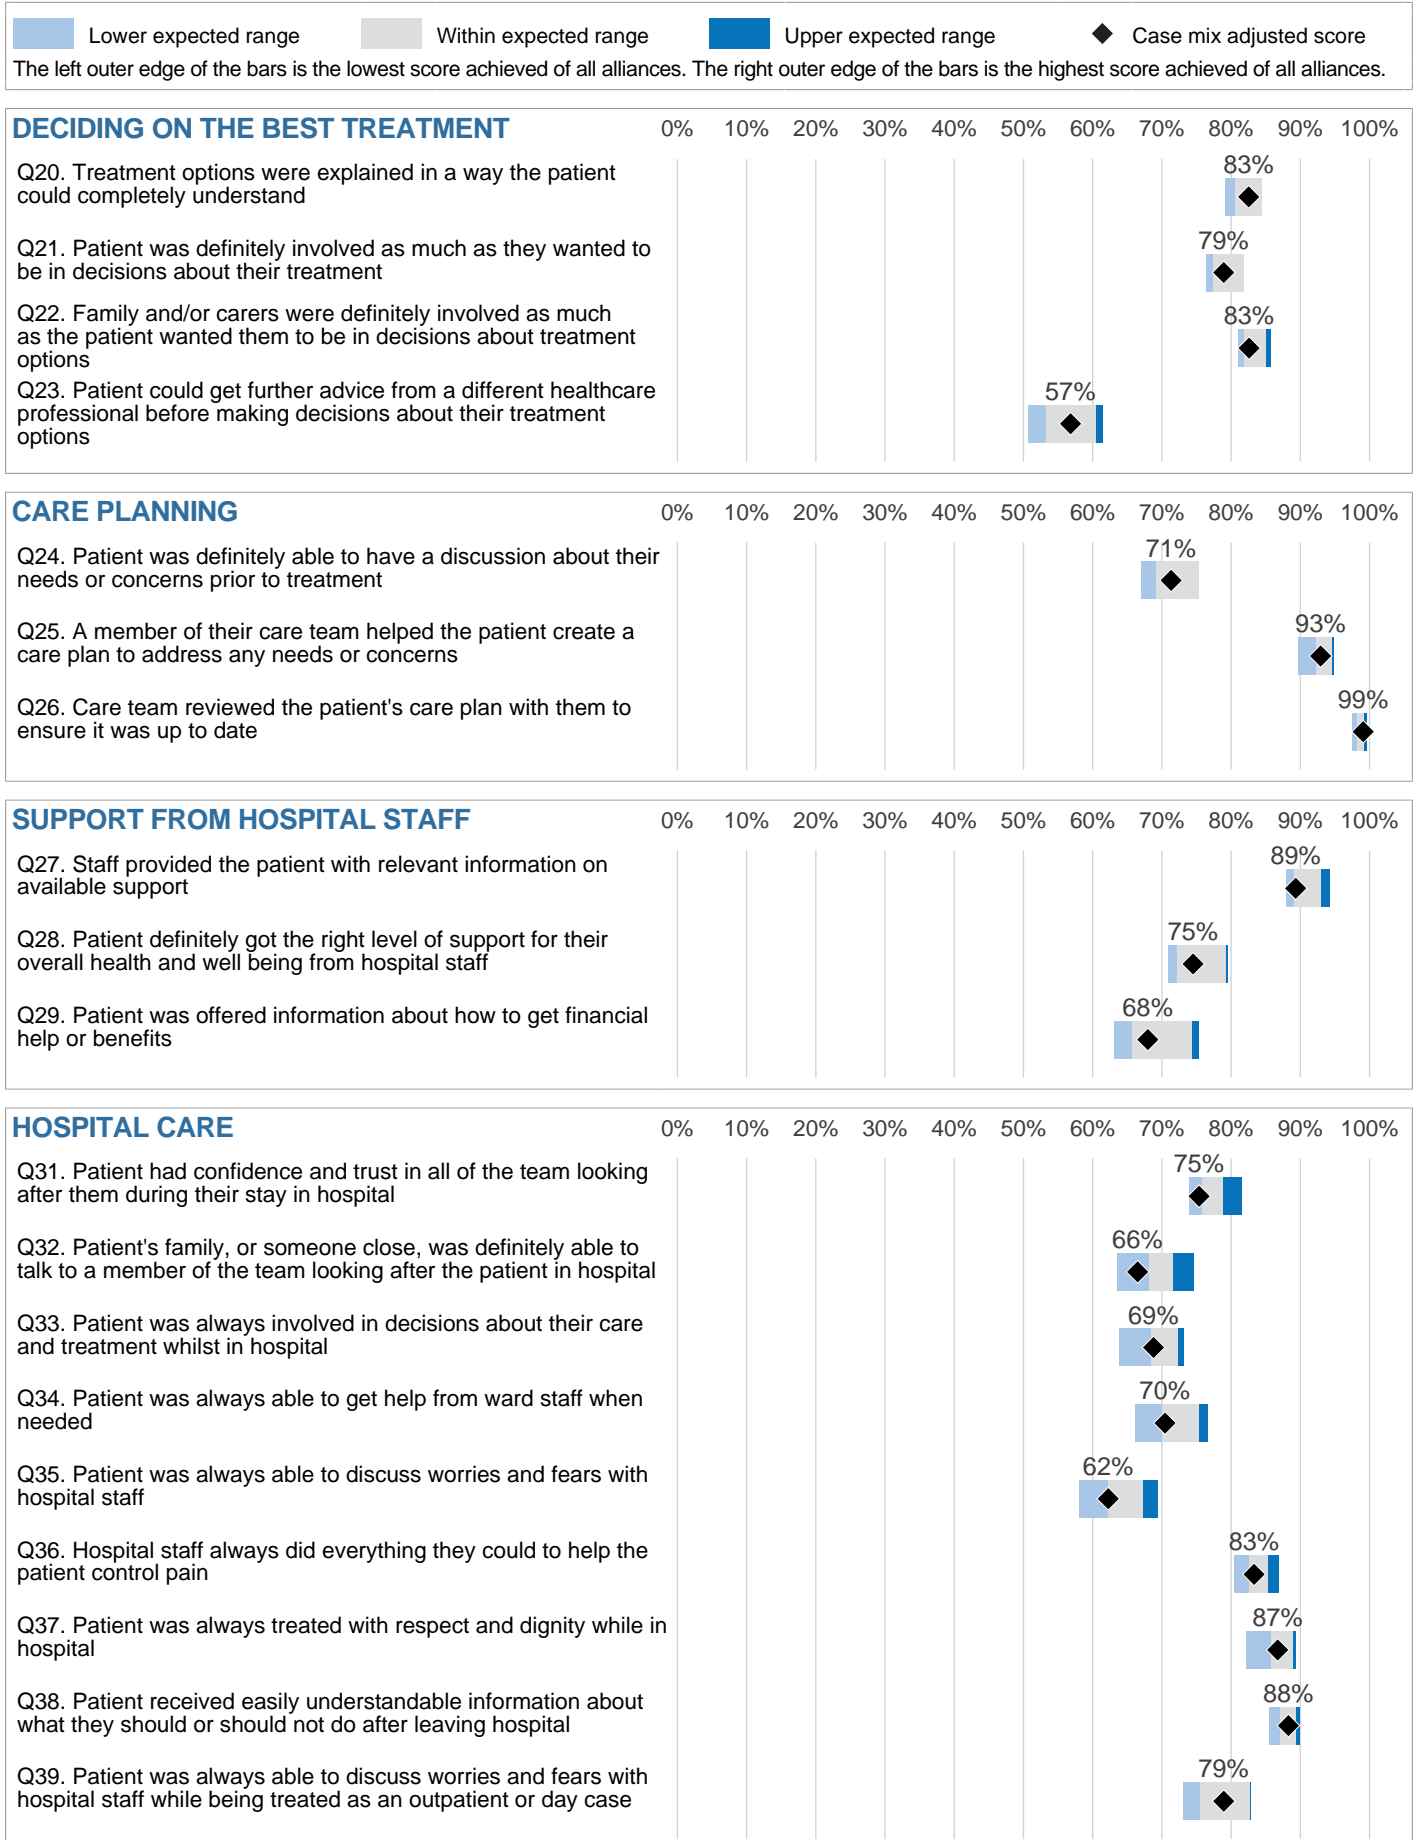 Lower expected range Within expected range Upper expected range Case mix adjusted score
The left outer edge of the bars is the lowest score achieved of all alliances. The right outer edge of the bars is the highest score achieved of all alliances.
DECIDING ON THE BEST TREATMENT 0% 10% 20% 30% 40% 50% 60% 70% 80% 90% 100%
Q20. Treatment options were explained in a way the patient
could completely understand
83%
Q21. Patient was definitely involved as much as they wanted to
be in decisions about their treatment
79%
Q22. Family and/or carers were definitely involved as much
as the patient wanted them to be in decisions about treatment
options
83%
Q23. Patient could get further advice from a different healthcare
professional before making decisions about their treatment
options
57%
CARE PLANNING 0% 10% 20% 30% 40% 50% 60% 70% 80% 90% 100%
Q24. Patient was definitely able to have a discussion about their
needs or concerns prior to treatment
71%
Q25. A member of their care team helped the patient create a
care plan to address any needs or concerns
93%
Q26. Care team reviewed the patient's care plan with them to
ensure it was up to date
99%
SUPPORT FROM HOSPITAL STAFF 0% 10% 20% 30% 40% 50% 60% 70% 80% 90% 100%
Q27. Staff provided the patient with relevant information on
available support
89%
Q28. Patient definitely got the right level of support for their
overall health and well being from hospital staff
75%
Q29. Patient was offered information about how to get financial
help or benefits
68%
HOSPITAL CARE 0% 10% 20% 30% 40% 50% 60% 70% 80% 90% 100%
Q31. Patient had confidence and trust in all of the team looking
after them during their stay in hospital
75%
Q32. Patient's family, or someone close, was definitely able to
talk to a member of the team looking after the patient in hospital
66%
Q33. Patient was always involved in decisions about their care
and treatment whilst in hospital
69%
Q34. Patient was always able to get help from ward staff when
needed
70%
Q35. Patient was always able to discuss worries and fears with
hospital staff
62%
Q36. Hospital staff always did everything they could to help the
patient control pain
83%
Q37. Patient was always treated with respect and dignity while in
hospital
87%
Q38. Patient received easily understandable information about
what they should or should not do after leaving hospital
88%
Q39. Patient was always able to discuss worries and fears with
hospital staff while being treated as an outpatient or day case
79%